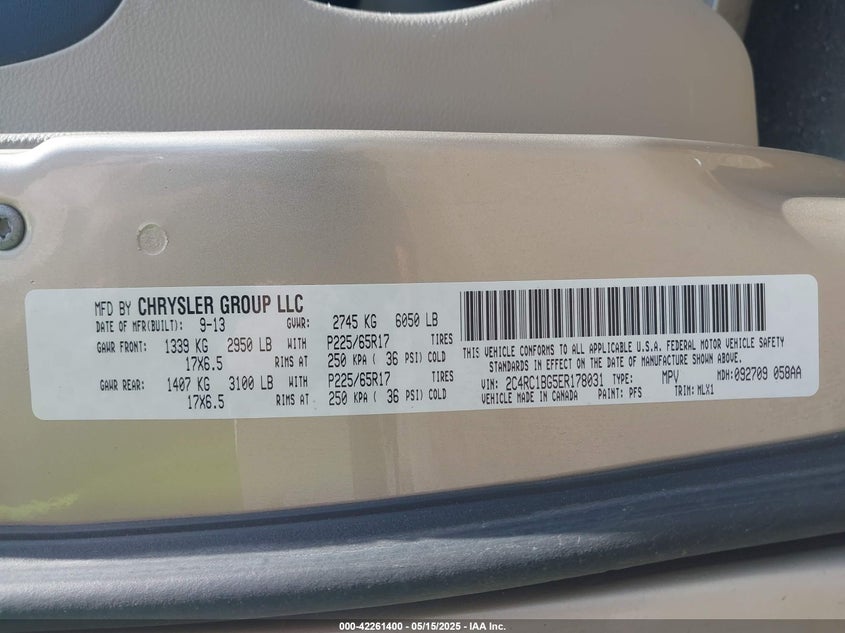 MFD BY CHRYSLER GROUP LLC
DATE OF MFR(BUILT): 9-13 GVWR: 2745 KG 6050 LB
GAWR FRONT: 1339 KG 2950 LB WITH P225/65R17 TIRES
17X6.5 RIMS AT 250 KPA ( 36 PSI) COLD
GAWR REAR: 1407 KG 3100 LB WITH P225/65R17 TIRES
17X6.5 RIMS AT 250 KPA ( 36 PSI) COLD
THIS VEHICLE CONFORMS TO ALL APPLICABLE U.S.A. FEDERAL MOTOR VEHICLE SAFETY
STANDARDS IN EFFECT ON THE DATE OF MANUFACTURE SHOWN ABOVE.
VIN: 2C4RC1BG5ER178031 TYPE: MPV MDH: 092709 058AA
VEHICLE MADE IN CANADA PAINT: PFS TRIM: MLX1
000-42261400 - 05/15/2025 - IAA Inc.